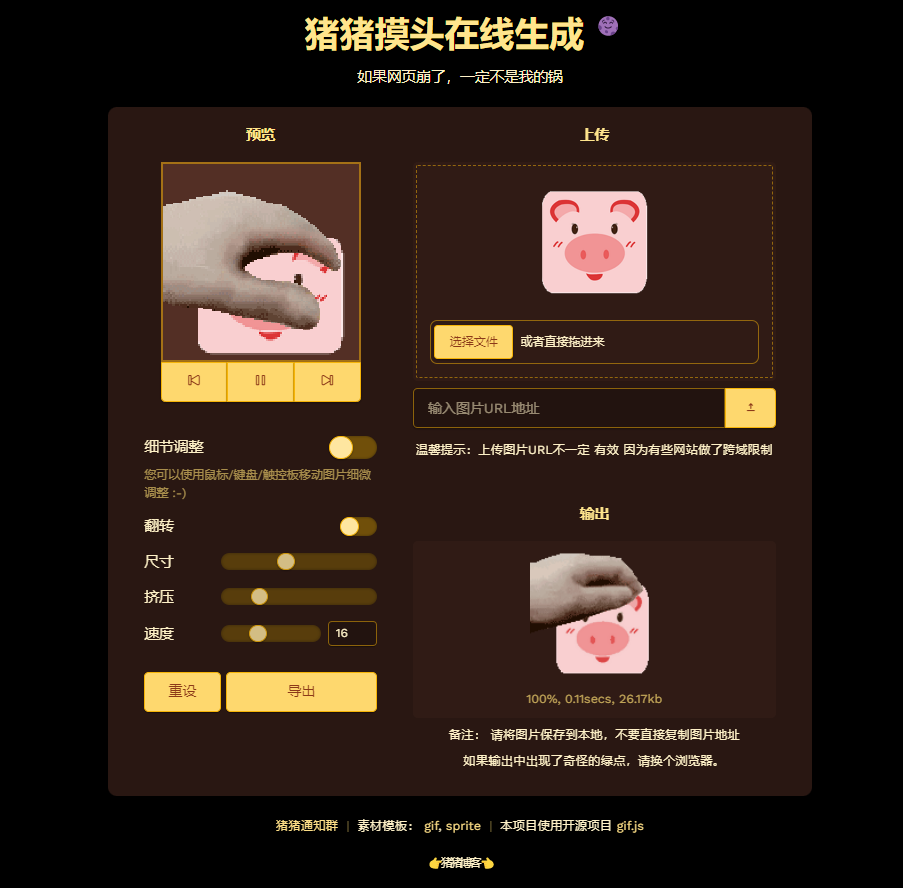 猪猪摸头在线生成
如果网页崩了，一定不是我的锅
预览
细节调整
您可以使用鼠标/键盘/触控板移动图片细微
调整 :-)
翻转
尺寸
挤压
速度
16
重设
导出
上传
选择文件 或者直接拖进来
输入图片URL地址
温馨提示：上传图片URL不一定 有效 因为有些网站做了跨域限制
输出
100%, 0.11secs, 26.17kb
备注： 请将图片保存到本地，不要直接复制图片地址
如果输出中出现了奇怪的绿点，请换个浏览器。
猪猪通知群 | 素材模板： gif, sprite | 本项目使用开源项目 gif.js
👉猪猪博客👈